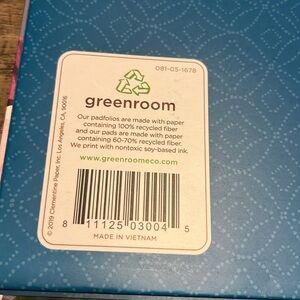 081-05-1678
greenroom
Our padfolios are made with paper
containing 100% recycled fiber
and our pads are made with paper
containing 60-70% recycled fiber.
We print with nontoxic soy-based ink.
www.greenroomeco.com
8 11125 03004 5
MADE IN VIETNAM
© 2019 Clementine Paper, Inc. Los Angeles, CA, 90016